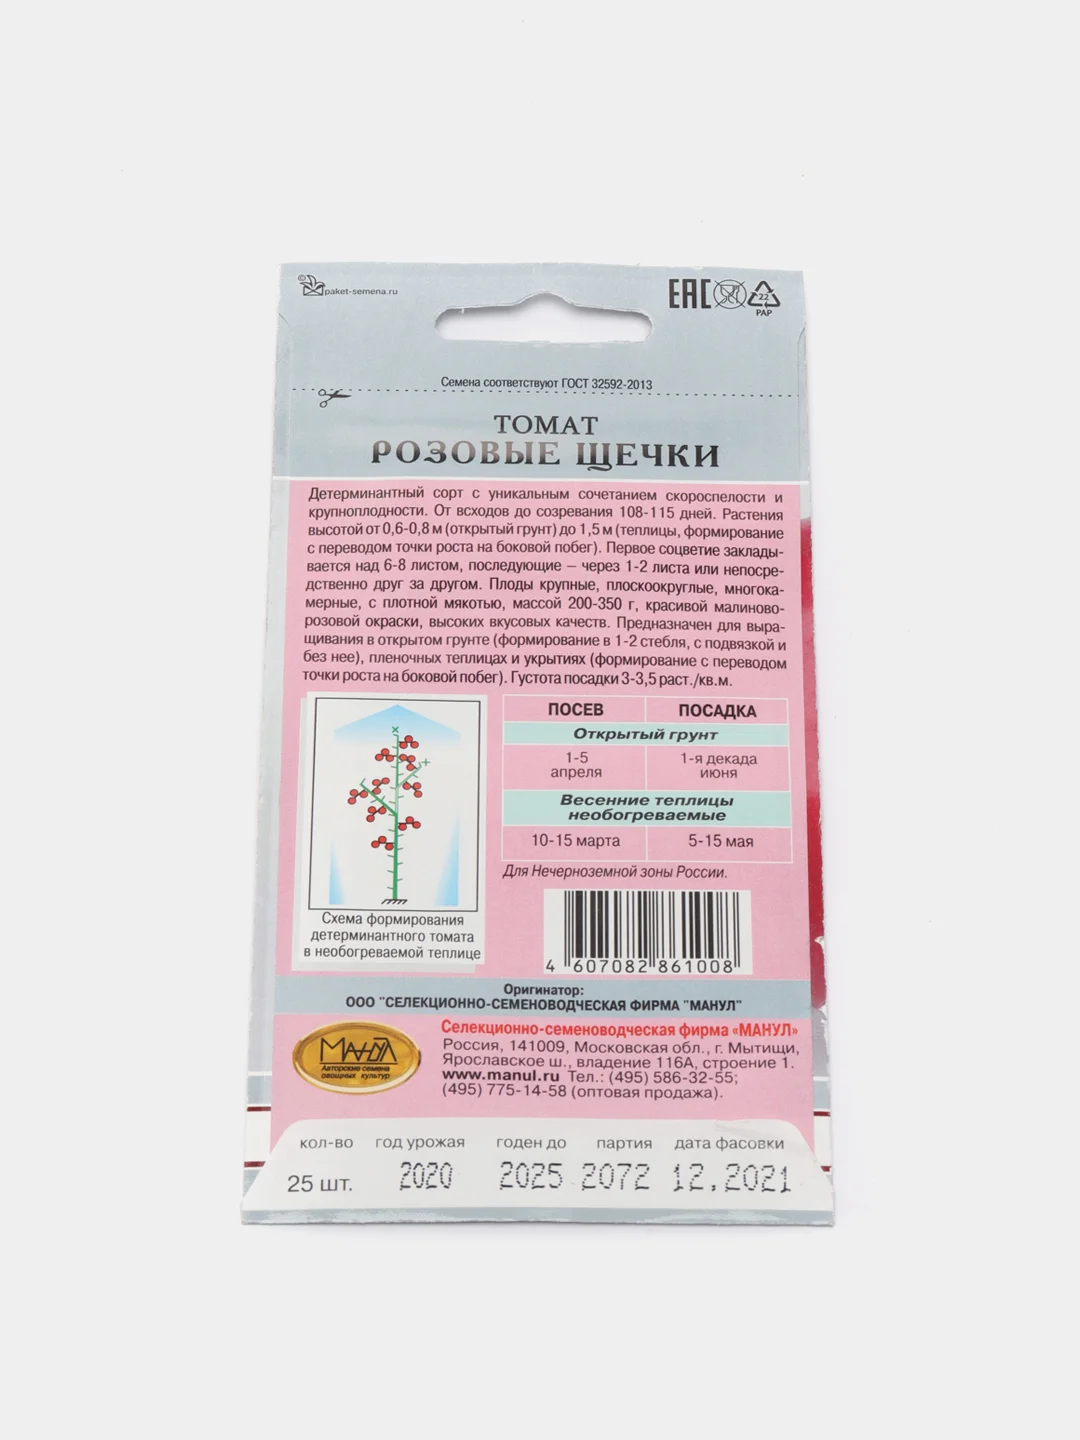 ©
paket-semena.ru
EAC
22
PAP
Семена соответствуют ГОСТ 32592-2013
ТОМАТ
РОЗОВЫЕ ЩЕЧКИ
Детерминантный сорт с уникальным сочетанием скороспелости и
крупноплодности. От всходов до созревания 108-115 дней. Растения
высотой от 0,6-0,8 м (открытый грунт) до 1,5 м (теплицы, формирование
с переводом точки роста на боковой побег). Первое соцветие заклады-
вается над 6-8 листом, последующие – через 1-2 листа или непосре-
дственно друг за другом. Плоды крупные, плоскоокруглые, многока-
мерные, с плотной мякотью, массой 200-350 г, красивой малиново-
розовой окраски, высоких вкусовых качеств. Предназначен для выра-
щивания в открытом грунте (формирование в 1-2 стебля, с подвязкой и
без нее), пленочных теплицах и укрытиях (формирование с переводом
точки роста на боковой побег). Густота посадки 3-3,5 раст./кв.м.
ПОСЕВ ПОСАДКА
Открытый грунт
1-5 апреля
1-я декада июня
Весенние теплицы
необогреваемые
10-15 марта 5-15 мая
Для Нечерноземной зоны России.
Схема формирования
детерминантного томата
в необогреваемой теплице
4 607082 861008
Оригинатор:
ООО "СЕЛЕКЦИОННО-СЕМЕНОВОДЧЕСКАЯ ФИРМА "МАНУЛ"
МАНУЛ
Авторские семена
овощных культур
Селекционно-семеноводческая фирма «МАНУЛ»
Россия, 141009, Московская обл., г. Мытищи,
Ярославское ш., владение 116А, строение 1.
www.manul.ru Тел.: (495) 586-32-55;
(495) 775-14-58 (оптовая продажа).
кол-во год урожая годен до партия дата фасовки
25 шт. 2020 2025 2072 12.2021